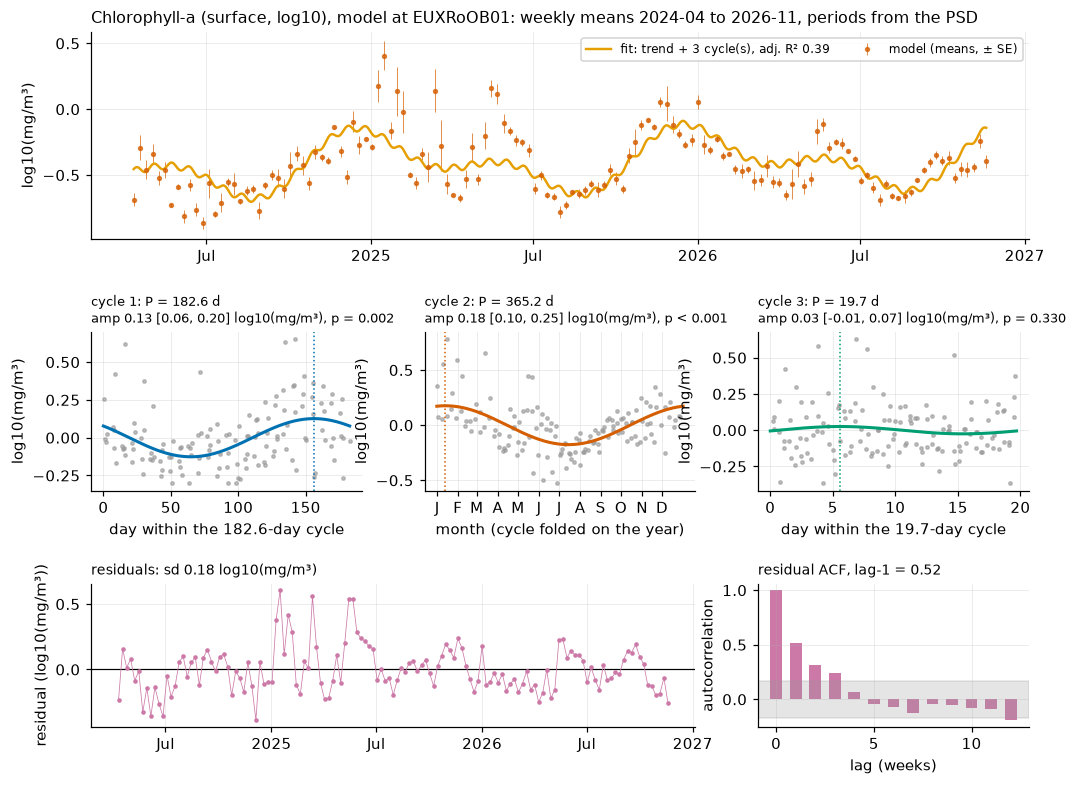 Chlorophyll-a (surface, log10), model at EUXRoOB01: weekly means 2024-04 to 2026-11, periods from the PSD
fit: trend + 3 cycle(s), adj. R² 0.39
model (means, ± SE)
log10(mg/m³)
0.5
0.0
−0.5
Jul
2025
Jul
2026
Jul
2027
cycle 1: P = 182.6 d
amp 0.13 [0.06, 0.20] log10(mg/m³), p = 0.002
log10(mg/m³)
0.50
0.25
0.00
−0.25
0
50
100
150
day within the 182.6-day cycle
cycle 2: P = 365.2 d
amp 0.18 [0.10, 0.25] log10(mg/m³), p < 0.001
log10(mg/m³)
0.5
0.0
−0.5
J F M A M J J A S O N D
month (cycle folded on the year)
cycle 3: P = 19.7 d
amp 0.03 [-0.01, 0.07] log10(mg/m³), p = 0.330
log10(mg/m³)
0.50
0.25
0.00
−0.25
0
5
10
15
20
day within the 19.7-day cycle
residuals: sd 0.18 log10(mg/m³)
residual (log10(mg/m³))
0.5
0.0
Jul
2025
Jul
2026
Jul
2027
residual ACF, lag-1 = 0.52
autocorrelation
1.0
0.5
0.0
0
5
10
lag (weeks)